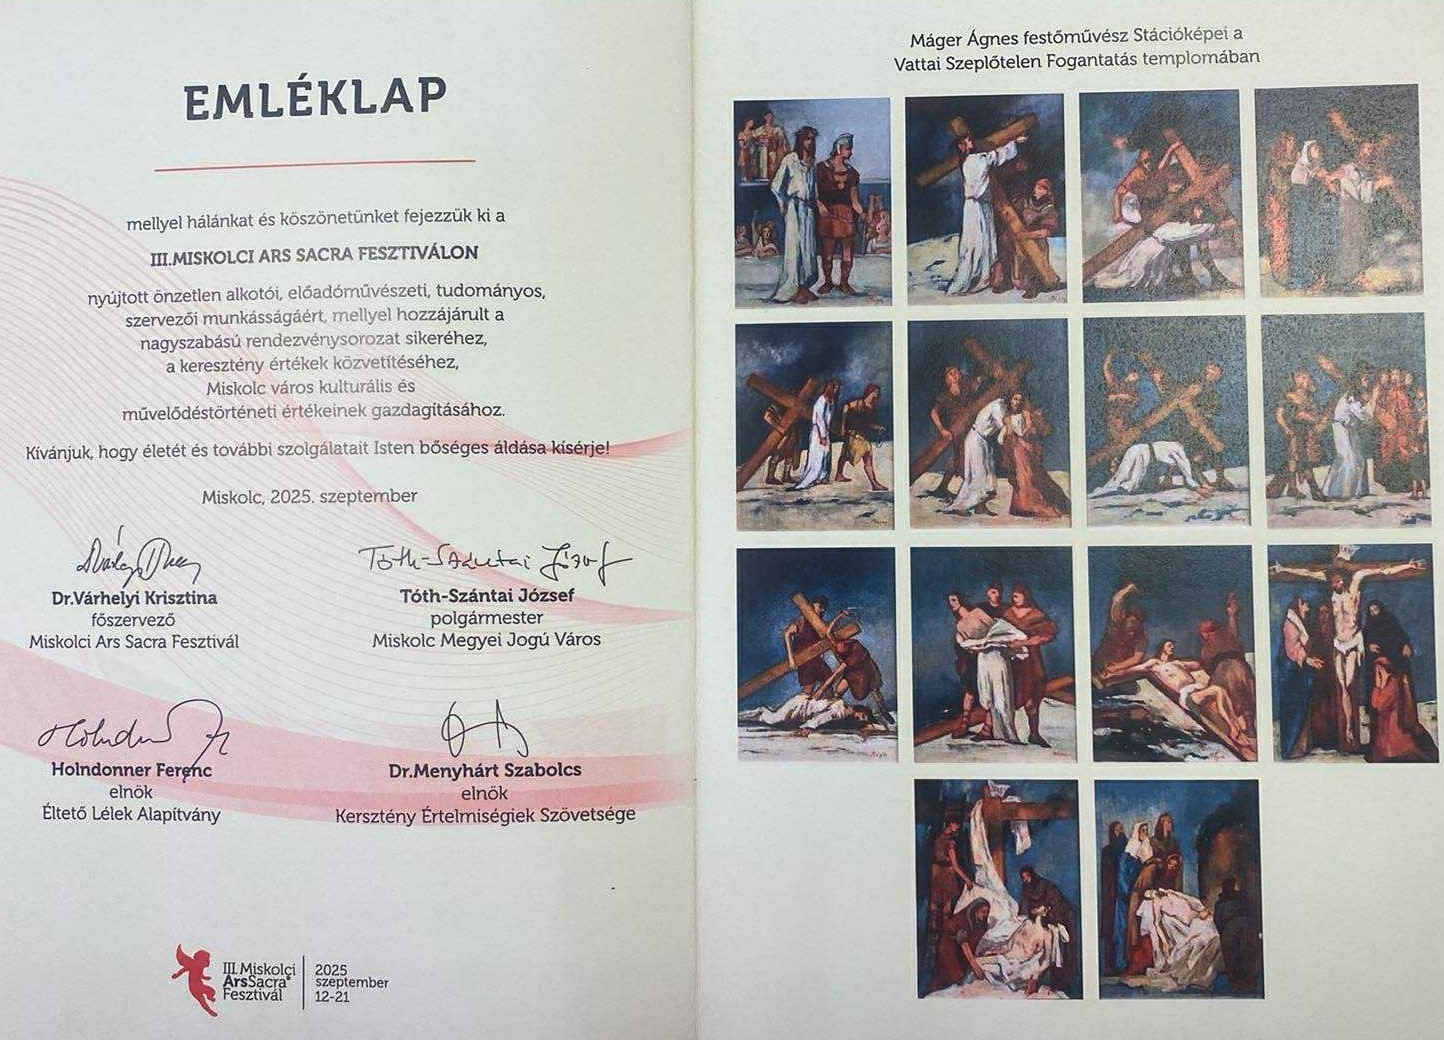 EMLÉKLAP
mellyel hálánkat és köszönetünket fejezzük ki a
III.MISKOLCI ARS SACRA FESZTIVÁLON
nyújtott önzetlen alkotói, előadóművészeti, tudományos,
szervezői munkásságáért, mellyel hozzájárult a
nagyszabású rendezvénysorozat sikeréhez,
a keresztény értékek közvetítéséhez,
Miskolc város kulturális és
művelődéstörténeti értékeinek gazdagításához.
Kívánjuk, hogy életét és további szolgálatait Isten bőséges áldása kísérje!
Miskolc, 2025. szeptember
Tóth-Szántai József
Dr.Várhelyi Krisztina
főszervező
Miskolci Ars Sacra Fesztivál
Tóth-Szántai József
polgármester
Miskolc Megyei Jogú Város
Holndonner Ferenc
elnök
Éltető Lélek Alapítvány
Dr.Menyhárt Szabolcs
elnök
Kersztény Értelmiségiek Szövetsége
III.Miskolci
ArsSacra
Fesztivál
2025
szeptember
12-21
Máger Ágnes festőművész Stációképei a
Vattai Szeplőtelen Fogantatás templomában